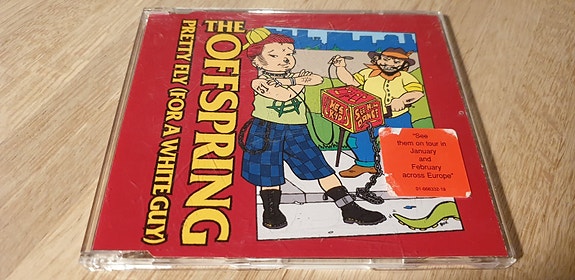 THE
OFFSPRING
PRETTY FLY (FOR A WHITE GUY)
"See
them on tour in
January
and
February
across Europe"